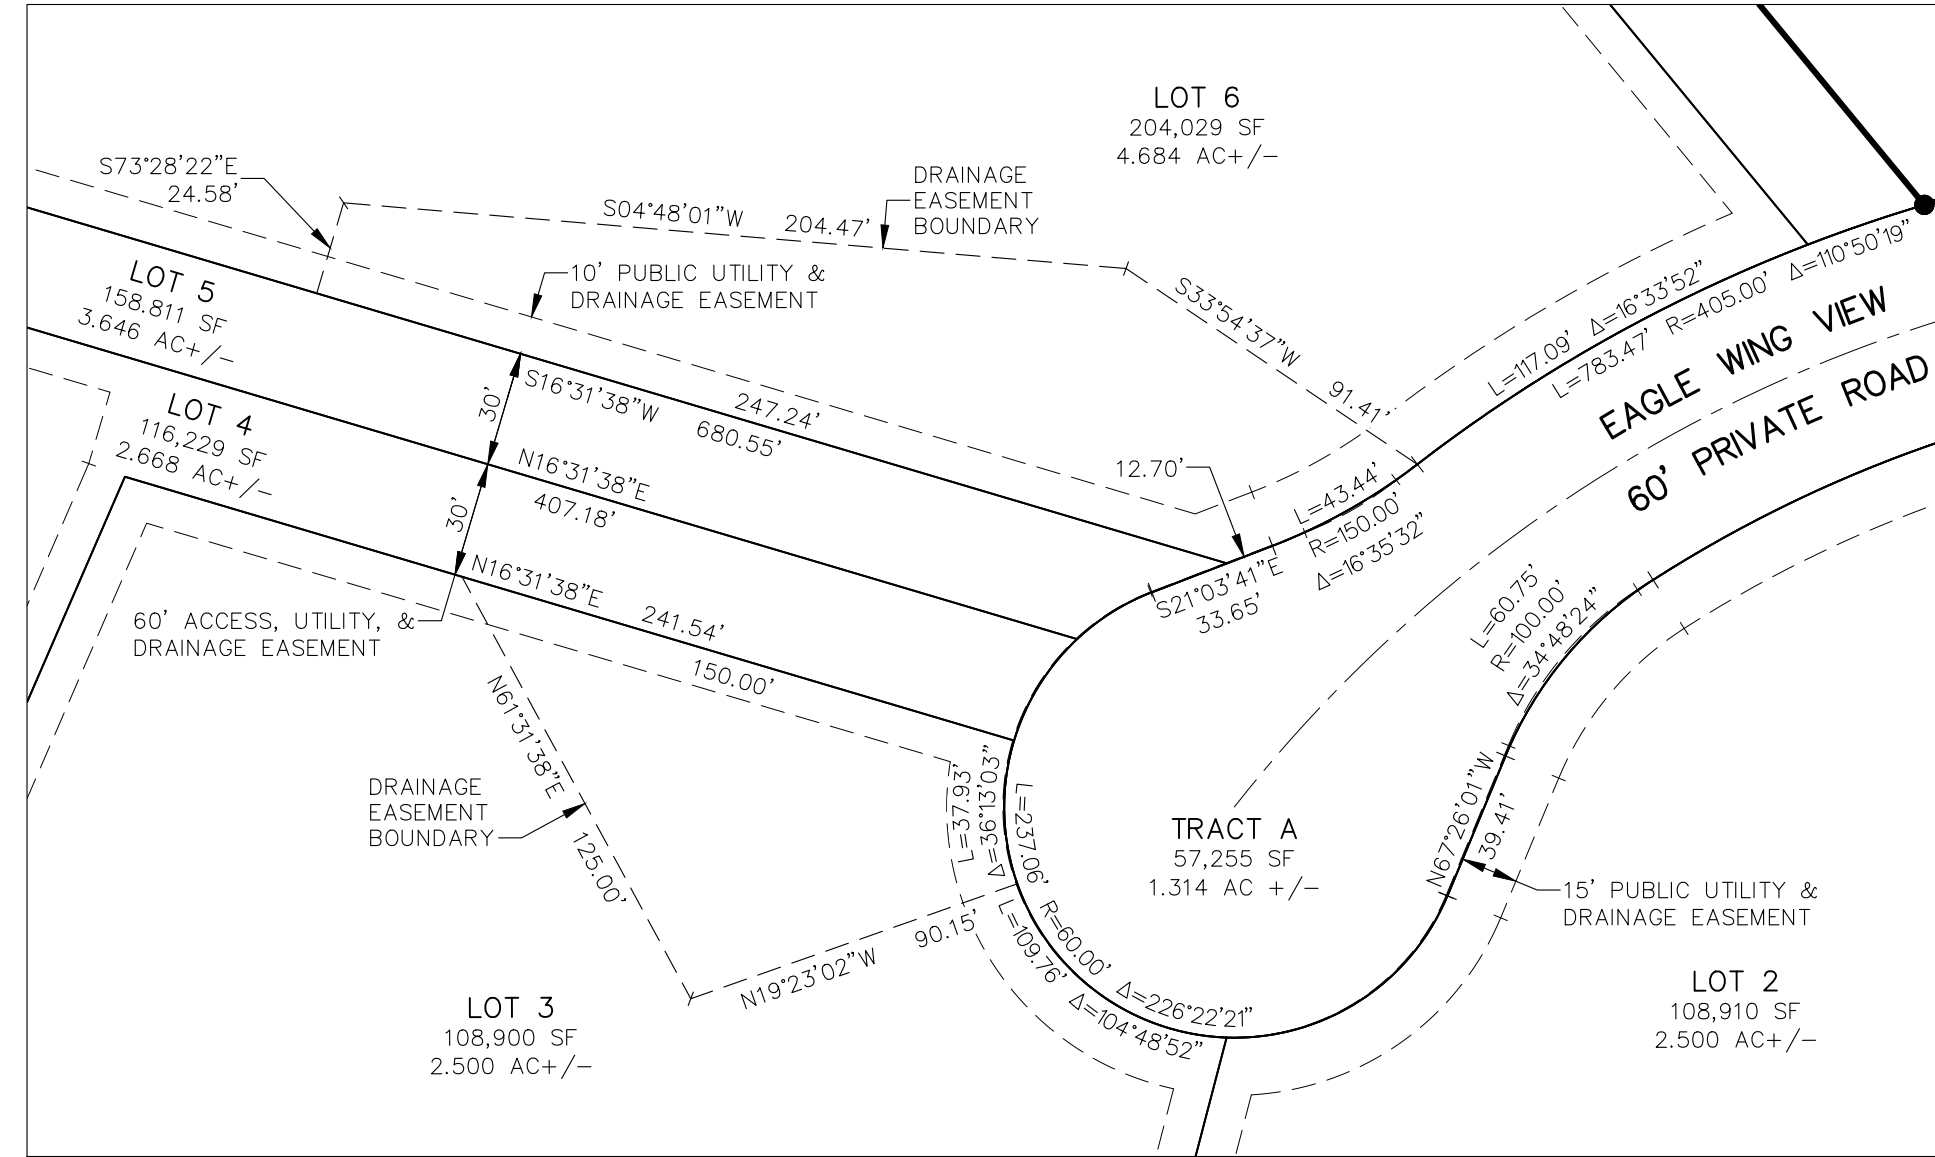 LOT 6
204,029 SF
4.684 AC+/-
S73°28'22"E
24.58'
S04°48'01"W 204.47'
DRAINAGE
EASEMENT
BOUNDARY
S33°54'37"W 91.41'
10' PUBLIC UTILITY &
DRAINAGE EASEMENT
LOT 5
158.811 SF
3.646 AC+/-
LOT 4
116,229 SF
2.668 AC+/-
30'
S16°31'38"W 247.24'
680.55'
30'
N16°31'38"E
407.18'
N16°31'38"E 241.54'
150.00'
60' ACCESS, UTILITY, &
DRAINAGE EASEMENT
12.70'
S21°03'41"E
33.65'
L=43.44'
R=150.00'
Δ=16°35'32"
L=117.09' Δ=16°33'52"
L=783.47' R=405.00' Δ=110°50'19"
EAGLE WING VIEW
60' PRIVATE ROAD
L=60.75'
R=100.00'
Δ=34°48'24"
N67°26'01"W
39.41'
15' PUBLIC UTILITY &
DRAINAGE EASEMENT
TRACT A
57,255 SF
1.314 AC +/-
L=37.93'
Δ=36°13'03"
L=237.06' R=60.00' Δ=226°22'21"
L=109.76' Δ=104°48'52"
N61°31'38"E 125.00'
DRAINAGE
EASEMENT
BOUNDARY
N19°23'02"W 90.15'
LOT 3
108,900 SF
2.500 AC+/-
LOT 2
108,910 SF
2.500 AC+/-